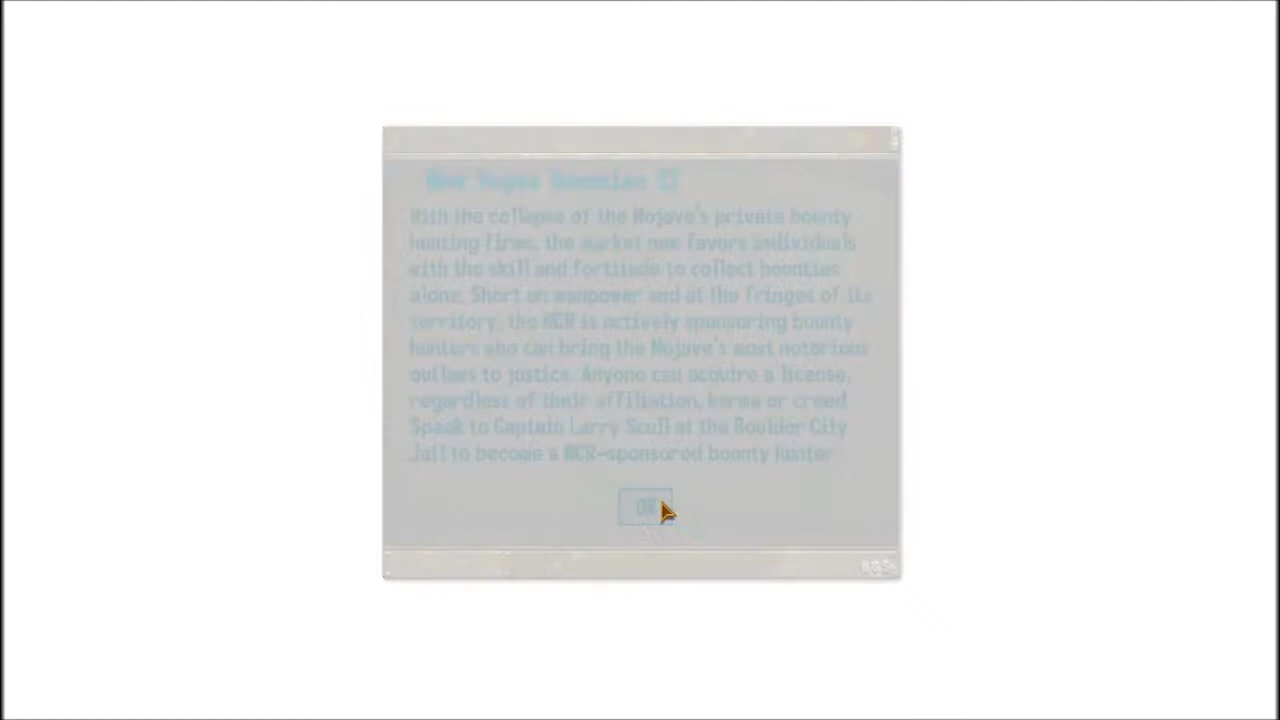 New Vegas Bounties II
With the collapse of the Mojave's private bounty
hunting firms, the market now favors individuals
with the skill and fortitude to collect bounties
alone. Short on manpower and at the fringes of its
territory, the NCR is actively sponsoring bounty
hunters who can bring the Mojave's most notorious
outlaws to justice. Anyone can acquire a license,
regardless of their affiliation, karma or creed.
Speak to Captain Larry Scull at the Boulder City
Jail to become a NCR-sponsored bounty hunter.
OK